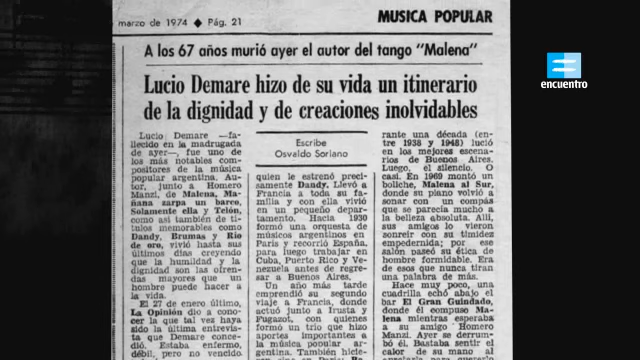 marzo de 1974 ◆ Pág. 21
MUSICA POPULAR
A los 67 años murió ayer el autor del tango "Malena"
Lucio Demare hizo de su vida un itinerario
de la dignidad y de creaciones inolvidables
Lucio Demare —fa-
llecido en la madrugada
de ayer—, fue uno de
los más notables com-
positores de la música
popular argentina. Au-
tor, junto a Homero
Manzi, de Malena, Ma-
ñana zarpa un barco,
Solamente ella y Telón,
como así también de tí-
tulos memorables como
Dandy, Brumas y Río
de oro, vivió hasta sus
últimos días creyendo
que la humildad y la
dignidad son las ofren-
das mayores que un
hombre puede hacer a
la vida.
El 27 de enero último,
La Opinión dio a cono-
cer la que tal vez haya
sido la última entrevis-
ta que Demare conce-
dió. Estaba enfermo,
débil, pero no vencido
Escribe
Osvaldo Soriano
quien le estrenó preci-
samente Dandy. Llevó a
Francia a toda su fa-
milia y con ella vivió
en un pequeño depar-
tamento. Hacia 1930
formó una orquesta de
músicos argentinos en
París y recorrió España,
para luego trabajar en
Cuba, Puerto Rico y Ve-
nezuela antes de regre-
sar a Buenos Aires.
Un año más tarde
emprendió su segundo
viaje a Francia, donde
actuó junto a Irusta y
Fugazot, con quienes
formó un trío que hizo
aportes importantes a
la música popular ar-
gentina. También hicie-
rante una década (en-
tre 1938 y 1948) lució
en los mejores escena-
rios de Buenos Aires.
Luego, el silencio. O
casi. En 1969 montó un
boliche, Malena al Sur,
donde su piano volvió a
sonar con un compás
que se parecía mucho a
la belleza absoluta. Allí,
sus amigos lo vieron
sonreír con su timidez
empedernida; por ese
salón paseó su ética de
hombre formidable. Era
de esos que nunca tiran
una palabra de más.
Hace muy poco, una
cuadrilla echó abajo el
bar El Gran Guindado,
donde él compuso Ma-
lena mientras esperaba
a su amigo Homero
Manzi. Ayer se derrum-
bó él. Bastaba sentir el
calor de su mano al
encuentro